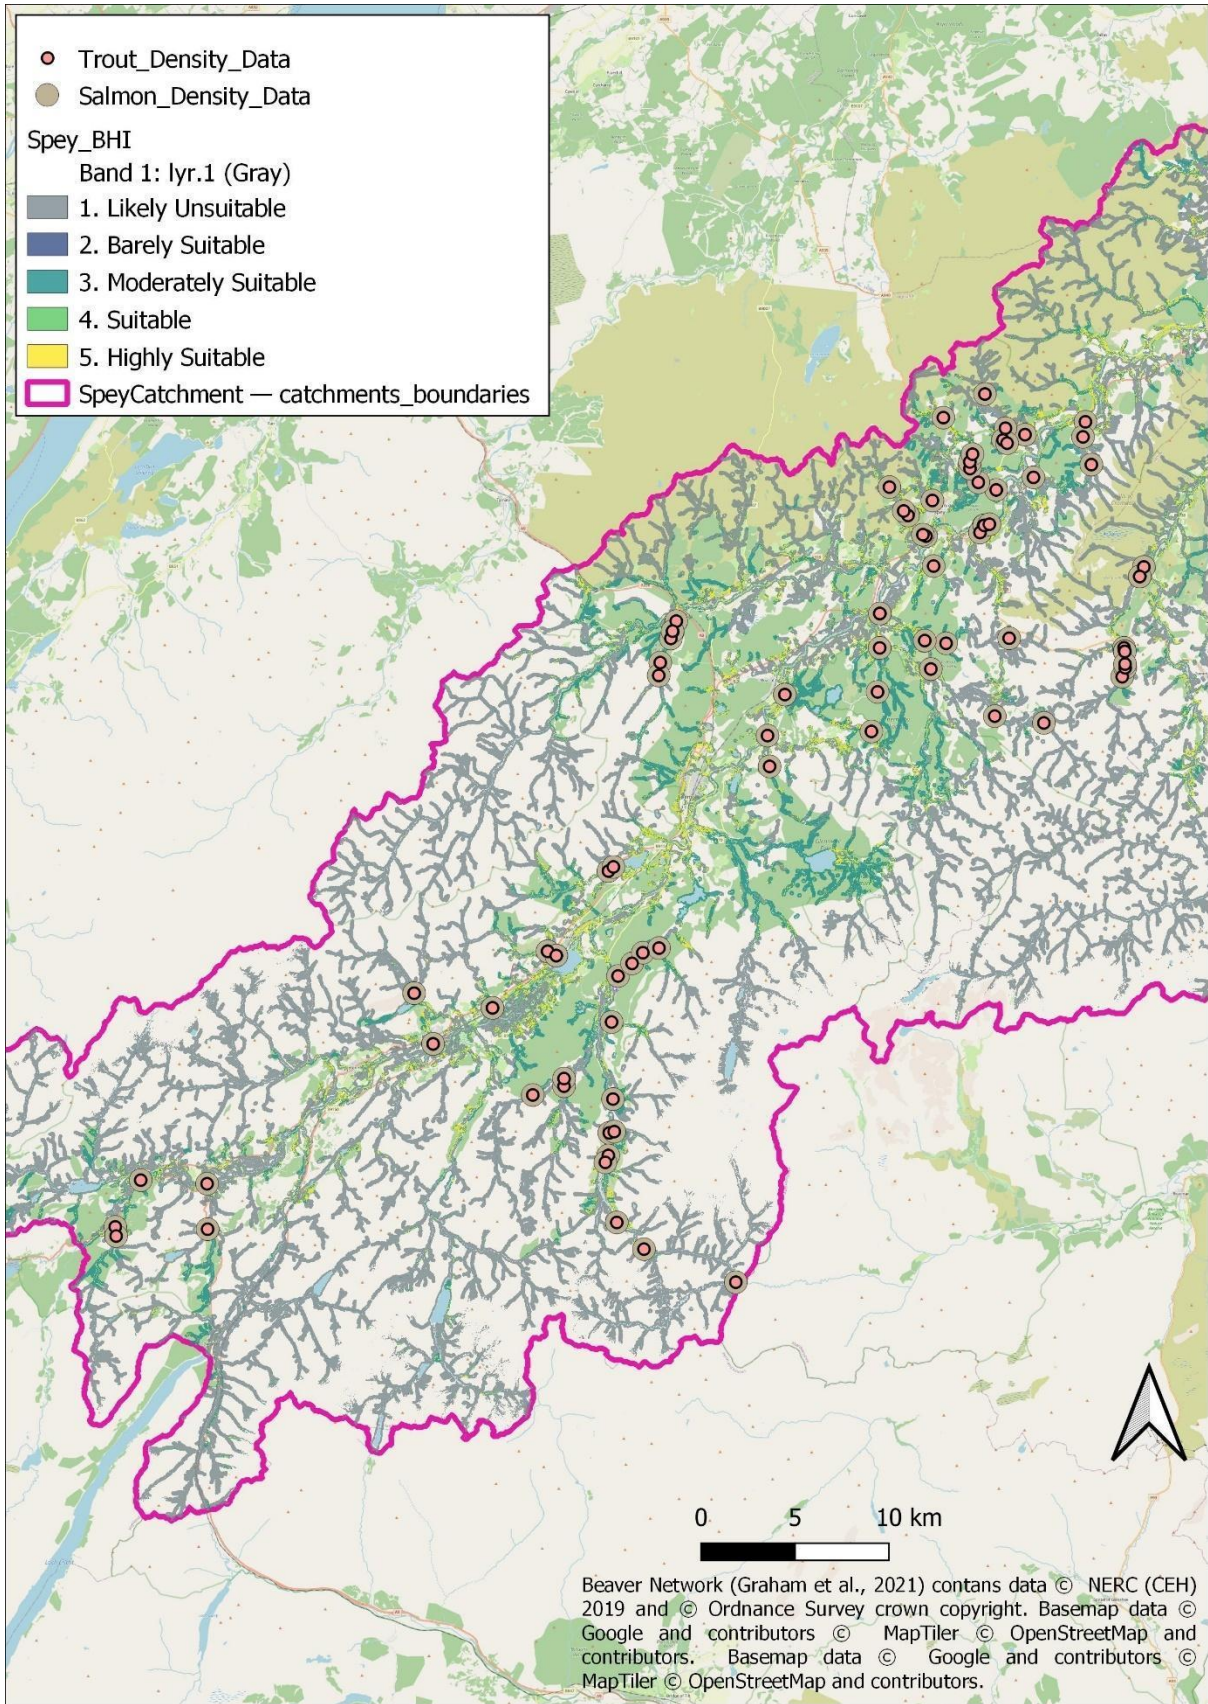 Trout_Density_Data
Salmon_Density_Data
Spey_BHI
Band 1: lyr.1 (Gray)
1. Likely Unsuitable
2. Barely Suitable
3. Moderately Suitable
4. Suitable
5. Highly Suitable
SpeyCatchment — catchments_boundaries
0 5 10 km
Beaver Network (Graham et al., 2021) contans data © NERC (CEH)
2019 and © Ordnance Survey crown copyright. Basemap data ©
Google and contributors © MapTiler © OpenStreetMap and
contributors. Basemap data © Google and contributors ©
MapTiler © OpenStreetMap and contributors.